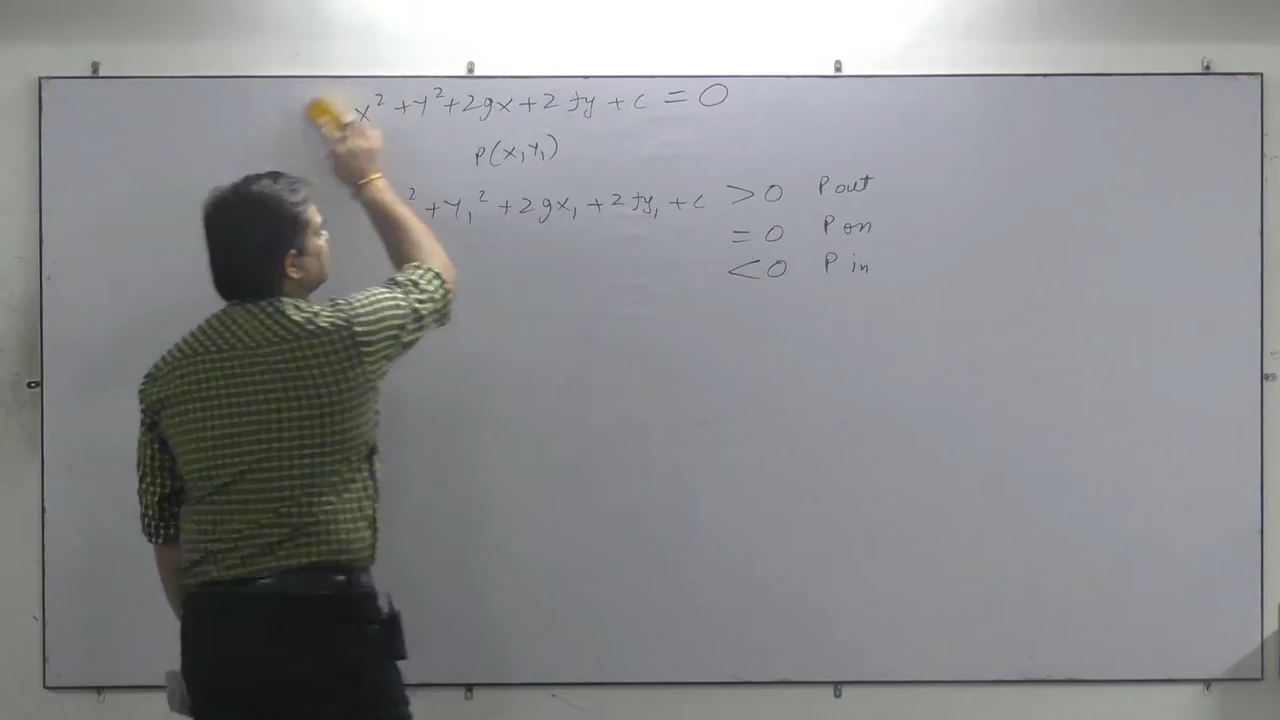 x² + y² + 2gx + 2fy + c = 0
P(x₁ y₁)
² + y₁² + 2gx₁ + 2fy₁ + c > 0 P out
= 0 P on
< 0 P in